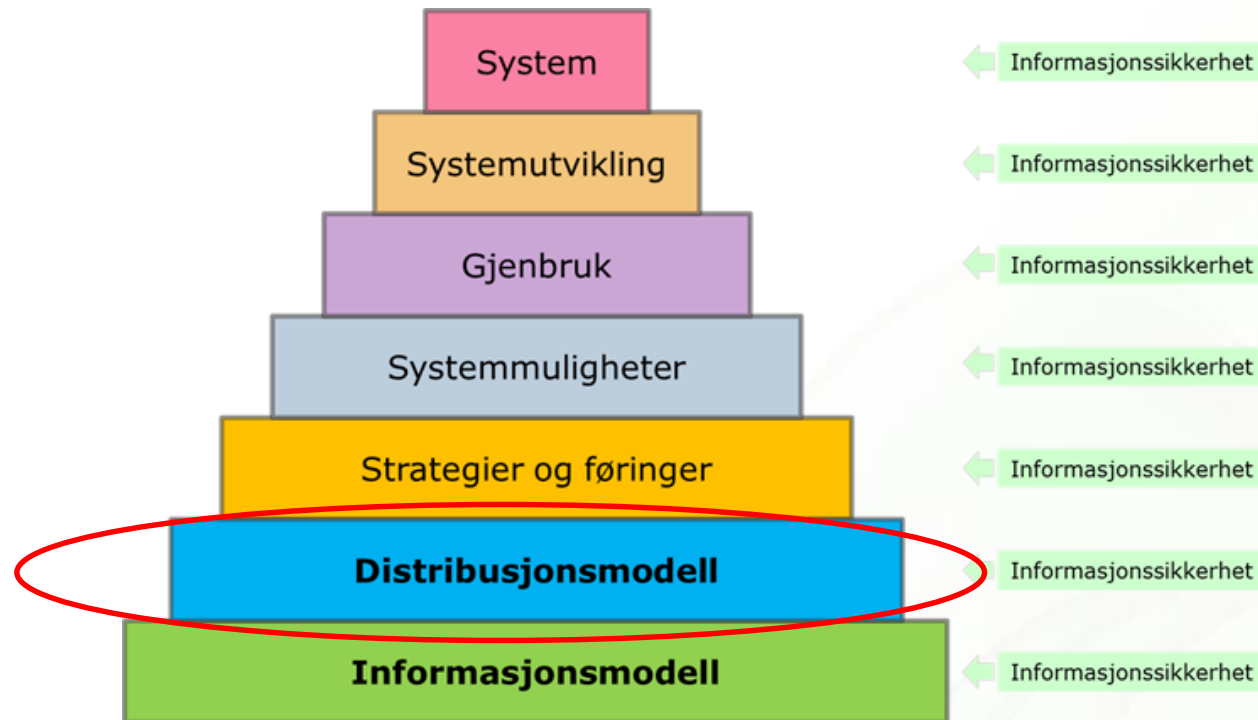 System
Informasjonssikkerhet
Systemutvikling
Informasjonssikkerhet
Gjenbruk
Informasjonssikkerhet
Systemmuligheter
Informasjonssikkerhet
Strategier og føringer
Informasjonssikkerhet
Distribusjonsmodell
Informasjonssikkerhet
Informasjonsmodell
Informasjonssikkerhet